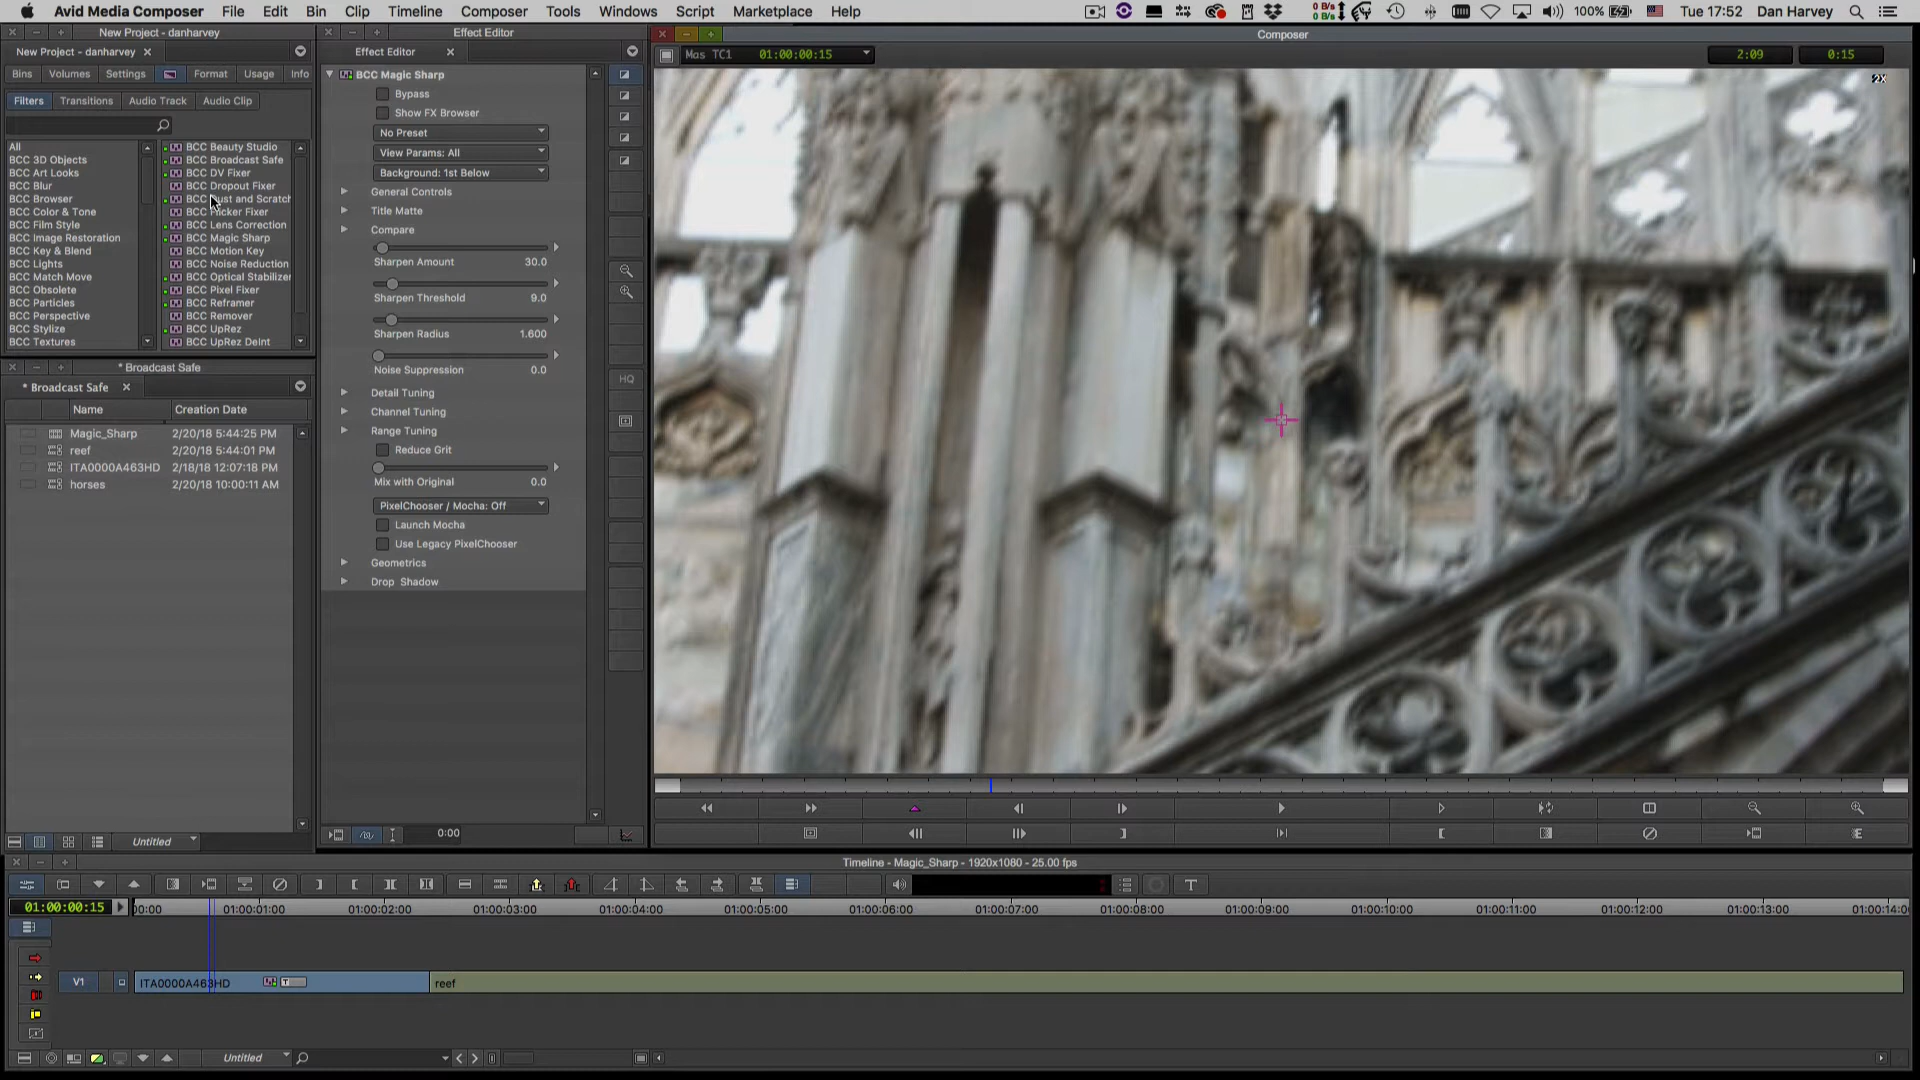 Avid Media Composer File Edit Bin Clip Timeline Composer Tools Windows Script Marketplace Help 0 B/s 0 B/s 100% Tue 17:52 Dan Harvey
New Project - danharvey
New Project - danharvey
Bins Volumes Settings Format Usage Info
Filters Transitions Audio Track Audio Clip
All
BCC 3D Objects
BCC Art Looks
BCC Blur
BCC Browser
BCC Color & Tone
BCC Film Style
BCC Image Restoration
BCC Key & Blend
BCC Lights
BCC Match Move
BCC Obsolete
BCC Particles
BCC Perspective
BCC Stylize
BCC Textures
BCC Beauty Studio
BCC Broadcast Safe
BCC DV Fixer
BCC Dropout Fixer
BCC Dust and Scratch
BCC Flicker Fixer
BCC Lens Correction
BCC Magic Sharp
BCC Motion Key
BCC Noise Reduction
BCC Optical Stabilizer
BCC Pixel Fixer
BCC Reframer
BCC Remover
BCC UpRez
BCC UpRez DeInt
* Broadcast Safe
* Broadcast Safe
Name Creation Date
Magic_Sharp 2/20/18 5:44:25 PM
reef 2/20/18 5:44:01 PM
ITA0000A463HD 2/18/18 12:07:18 PM
horses 2/20/18 10:00:11 AM
Untitled
Effect Editor
Effect Editor
BCC Magic Sharp
Bypass
Show FX Browser
No Preset
View Params: All
Background: 1st Below
General Controls
Title Matte
Compare
Sharpen Amount 30.0
Sharpen Threshold 9.0
Sharpen Radius 1.600
Noise Suppression 0.0
Detail Tuning
Channel Tuning
Range Tuning
Reduce Grit
Mix with Original 0.0
PixelChooser / Mocha: Off
Launch Mocha
Use Legacy PixelChooser
Geometrics
Drop Shadow
0:00
HQ
Composer
Mas TC1 01:00:00:15 2:09 0:15
2X
Timeline - Magic_Sharp - 1920x1080 - 25.00 fps
T
01:00:00:15 00:00 01:00:01:00 01:00:02:00 01:00:03:00 01:00:04:00 01:00:05:00 01:00:06:00 01:00:07:00 01:00:08:00 01:00:09:00 01:00:10:00 01:00:11:00 01:00:12:00 01:00:13:00 01:00:14:00
V1 ITA0000A463HD reef
Untitled